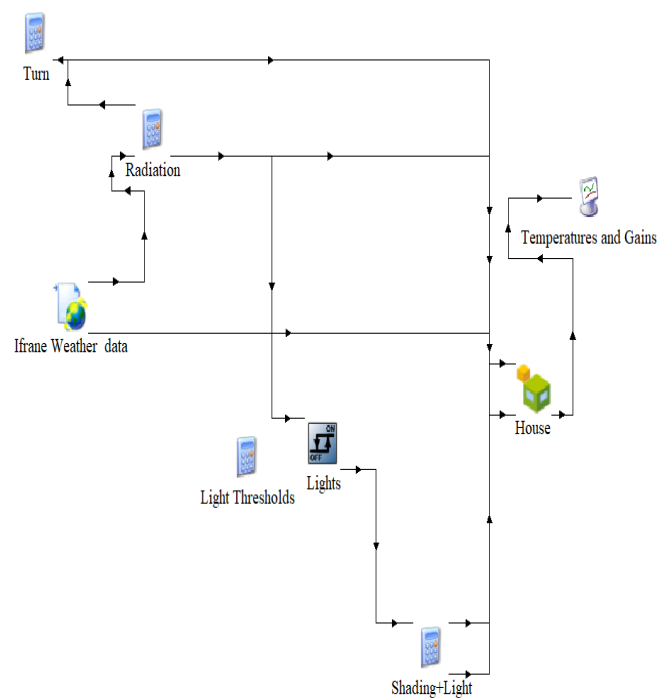 Turn
Radiation
Temperatures and Gains
Ifrane Weather data
House
ON
OFF
Light Thresholds
Lights
Shading+Light